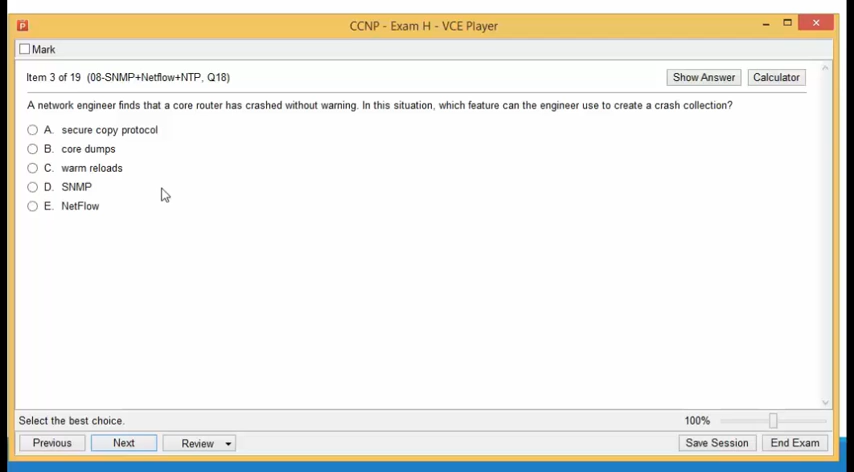 CCNP - Exam H - VCE Player
Mark
Item 3 of 19 (08-SNMP+Netflow+NTP, Q18)
Show Answer
Calculator
A network engineer finds that a core router has crashed without warning. In this situation, which feature can the engineer use to create a crash collection?
A. secure copy protocol
B. core dumps
C. warm reloads
D. SNMP
E. NetFlow
Select the best choice.
100%
Previous
Next
Review
Save Session
End Exam